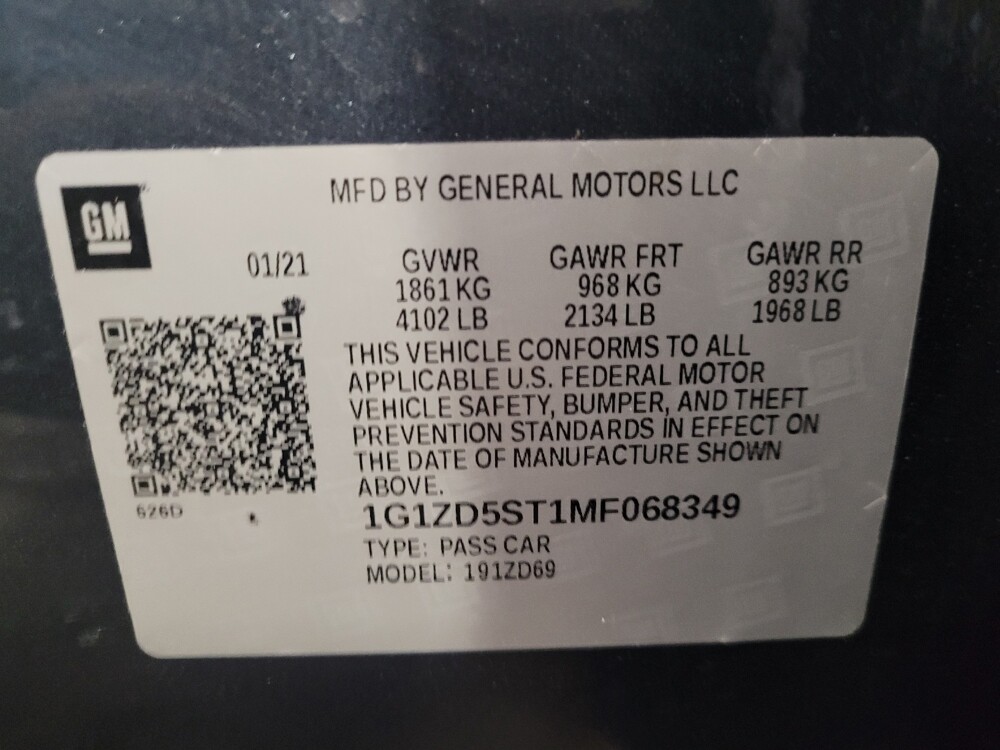 GM
MFD BY GENERAL MOTORS LLC
01/21
GVWR GAWR FRT GAWR RR
1861 KG 968 KG 893 KG
4102 LB 2134 LB 1968 LB
THIS VEHICLE CONFORMS TO ALL
APPLICABLE U.S. FEDERAL MOTOR
VEHICLE SAFETY, BUMPER, AND THEFT
PREVENTION STANDARDS IN EFFECT ON
THE DATE OF MANUFACTURE SHOWN
ABOVE.
626D
1G1ZD5ST1MF068349
TYPE: PASS CAR
MODEL: 191ZD69